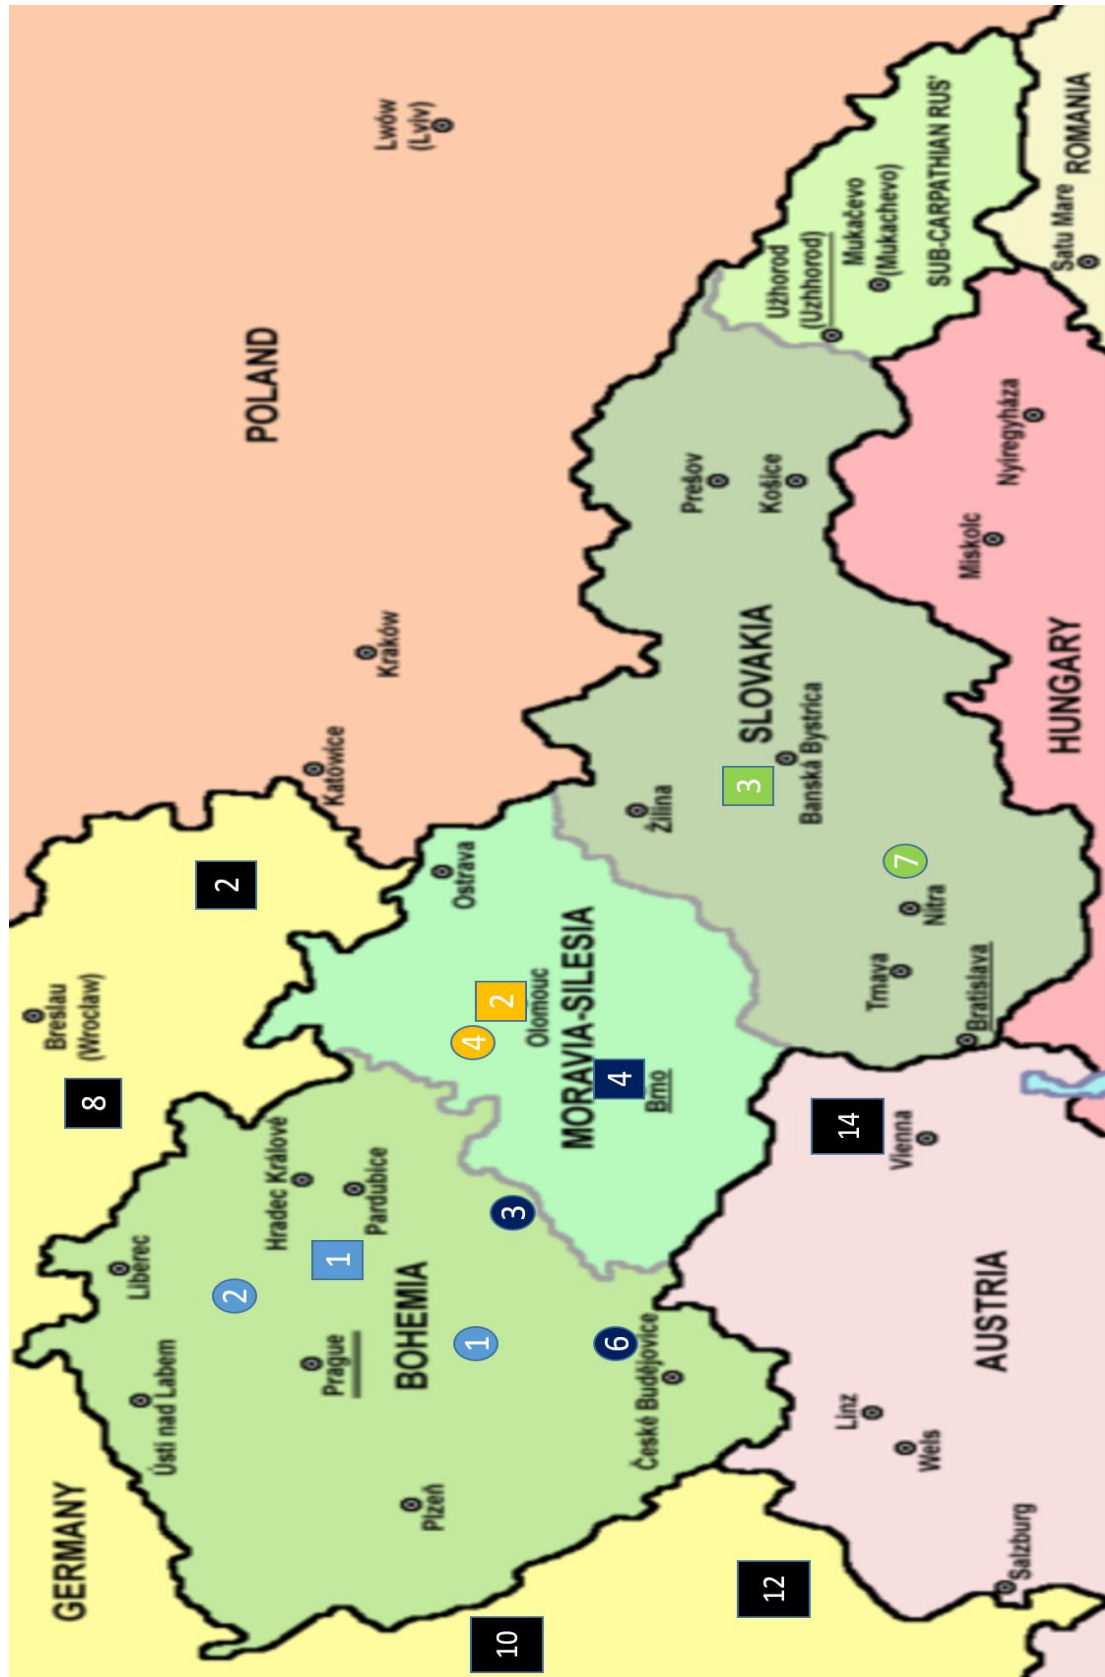 GERMANY
POLAND
Breslau
(Wrocław)
Lwów
(Lviv)
8
2
Liberec
Ústí nad Labem
Katowice
Kraków
2
Hradec Králové
Prague
1
Pardubice
BOHEMIA
Plzeň
Ostrava
1
4
2
Olomouc
10
3
MORAVIA-SILESIA
6
4
Brno
České Budějovice
Žilina
Prešov
SLOVAKIA
3
Banská Bystrica
Košice
Užhorod
(Uzhhorod)
Mukačevo
(Mukachevo)
SUB-CARPATHIAN RUS'
12
14
Vienna
Linz
Wels
Trnava
7
Nitra
Bratislava
Salzburg
AUSTRIA
Miskolc
Nyíregyháza
HUNGARY
Satu Mare
ROMANIA